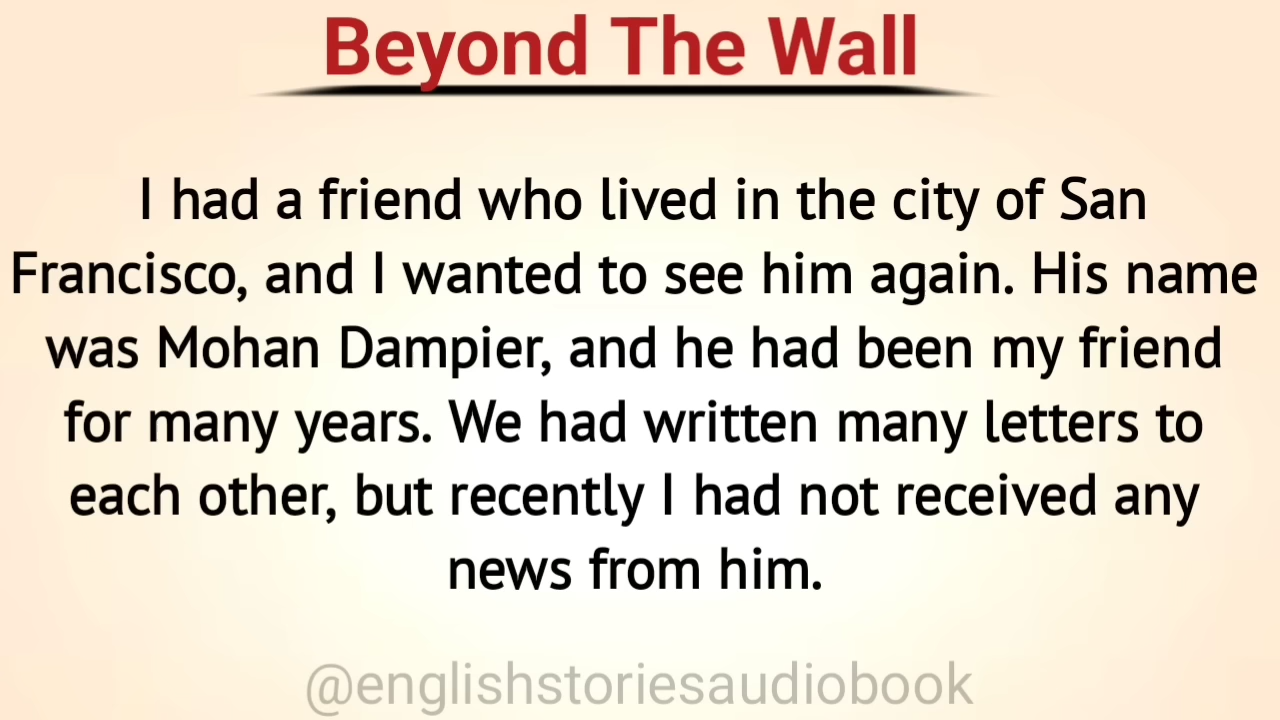 Beyond The Wall
I had a friend who lived in the city of San
Francisco, and I wanted to see him again. His name
was Mohan Dampier, and he had been my friend
for many years. We had written many letters to
each other, but recently I had not received any
news from him.
@englishstoriesaudiobook